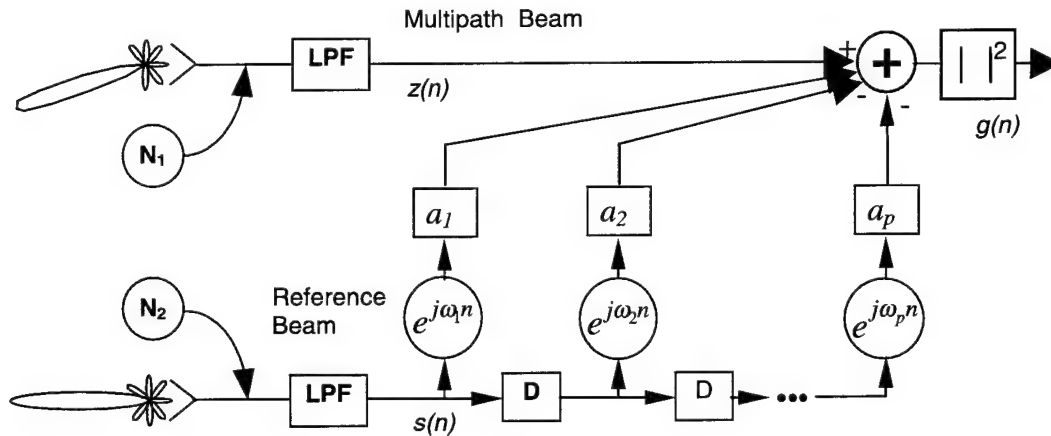 Multipath Beam
LPF
z(n)
+
+
-
-
| |²
g(n)
N₁
a₁
a₂
aₚ
N₂
Reference
Beam
e^{jω₁n}
e^{jω₂n}
e^{jωₚn}
LPF
s(n)
D
D
•••